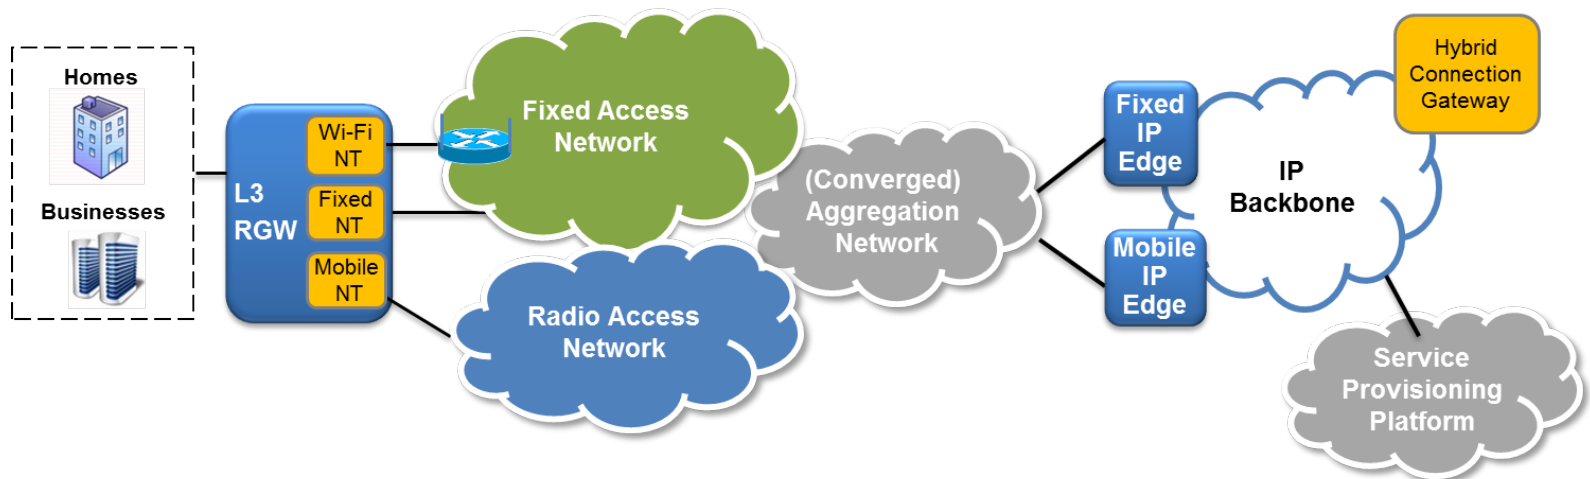 Homes
Businesses
L3
RGW
Wi-Fi
NT
Fixed
NT
Mobile
NT
Fixed Access
Network
Radio Access
Network
(Converged)
Aggregation
Network
Fixed
IP
Edge
Mobile
IP
Edge
IP
Backbone
Hybrid
Connection
Gateway
Service
Provisioning
Platform